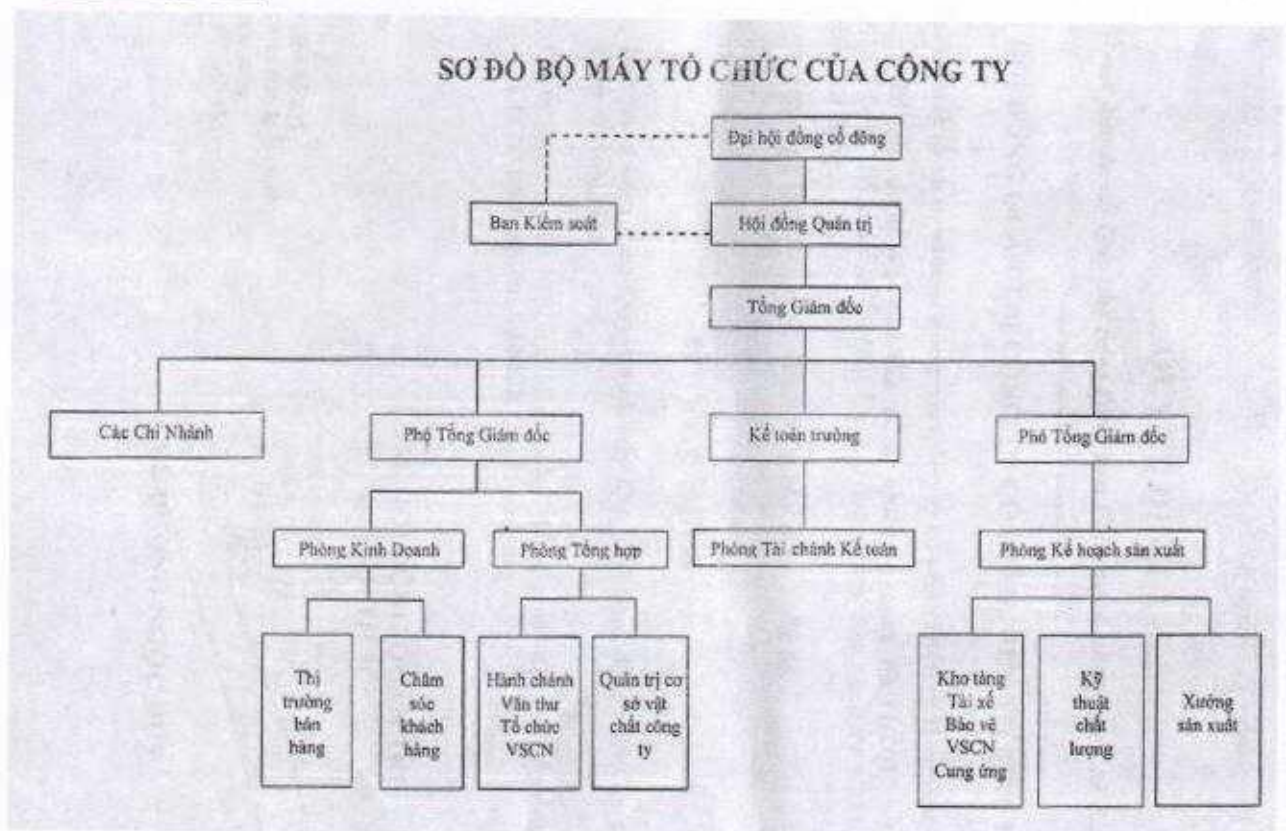 SƠ ĐỒ BỘ MÁY TỔ CHỨC CỦA CÔNG TY
Đại hội đồng cổ đông
Ban Kiểm soát
Hội đồng Quản trị
Tổng Giám đốc
Các Chi Nhánh
Phó Tổng Giám đốc
Kế toán trưởng
Phó Tổng Giám đốc
Phòng Kinh Doanh
Phòng Tổng hợp
Phòng Tài chánh Kế toán
Phòng Kế hoạch sản xuất
Thị
trường
bán
hàng
Chăm
sóc
khách
hàng
Hành chánh
Văn thư
Tổ chức
VSCN
Quản trị cơ
sở vật
chất công
ty
Kho tàng
Tài xế
Bảo vệ
VSCN
Cung ứng
Kỹ
thuật
chất
lượng
Xưởng
sản xuất